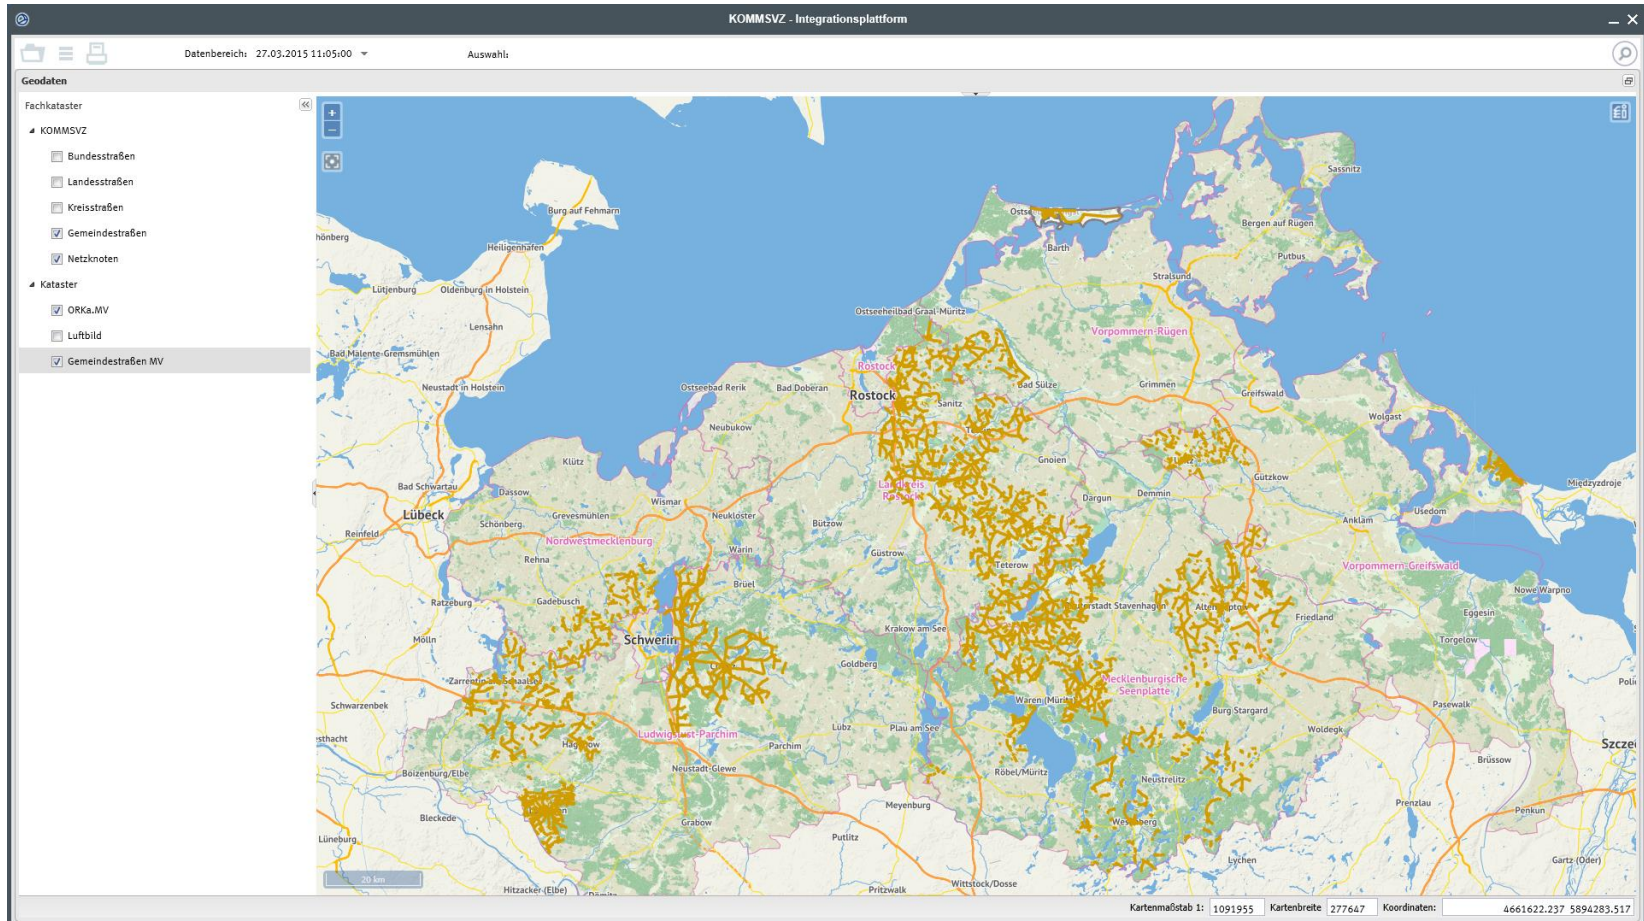 KOMMSVZ - Integrationsplattform
Datenbereich: 27.03.2015 11:05:00
Auswahl:
Geodaten
Fachkataster
KOMMSVZ
Bundesstraßen
Landesstraßen
Kreisstraßen
Gemeindestraßen
Netzknoten
Kataster
ORKa.MV
Luftbild
Gemeindestraßen MV
Sassnitz
Burg auf Fehmarn
Bergen auf Rügen
Heiligenhafen
Barth
Putbus
Stralsund
Lütjenburg
Oldenburg in Holstein
Ostseeheilbad Graal-Müritz
Lensahn
Vorpommern-Rügen
Bad Malente-Gremsmühlen
Rostock
Neustadt in Holstein
Ostseebad Rerik
Bad Doberan
Bad Sülze
Grimmen
Greifswald
Rostock
Sanitz
Wolgast
Neubukow
Klütz
Gnoien
Gützkow
Bad Schwartau
Dassow
Landkreis
Rostock
Dargun
Demmin
Międzyzdroje
Wismar
Lübeck
Grevesmühlen
Neukloster
Bützow
Usedom
Schönberg
Anklam
Reinfeld
Nordwestmecklenburg
Warin
Güstrow
Rehna
Teterow
Vorpommern-Greifswald
Brüel
Nowe Warpno
Ratzeburg
Gadebusch
Stavenhagen
Eggesin
Friedland
Krakow am See
Mölln
Schwerin
Torgelow
Goldberg
Mecklenburgische
Seenplatte
Waren (Müritz)
Schwarzenbek
Burg Stargard
Pasewalk
Lübz
Plau am See
Ludwigslust-Parchim
Woldegk
Parchim
Brüssow
Neustadt-Glewe
Röbel/Müritz
Boizenburg/Elbe
Neustrelitz
Meyenburg
Prenzlau
Penkun
Bleckede
Grabow
Putlitz
Lüneburg
Lychen
Gartz (Oder)
20 km
Wittstock/Dosse
Hitzacker (Elbe)
Pritzwalk
Kartenmaßstab 1: 1091955 Kartenbreite 277647 Koordinaten: 4661622.237 5894283.517